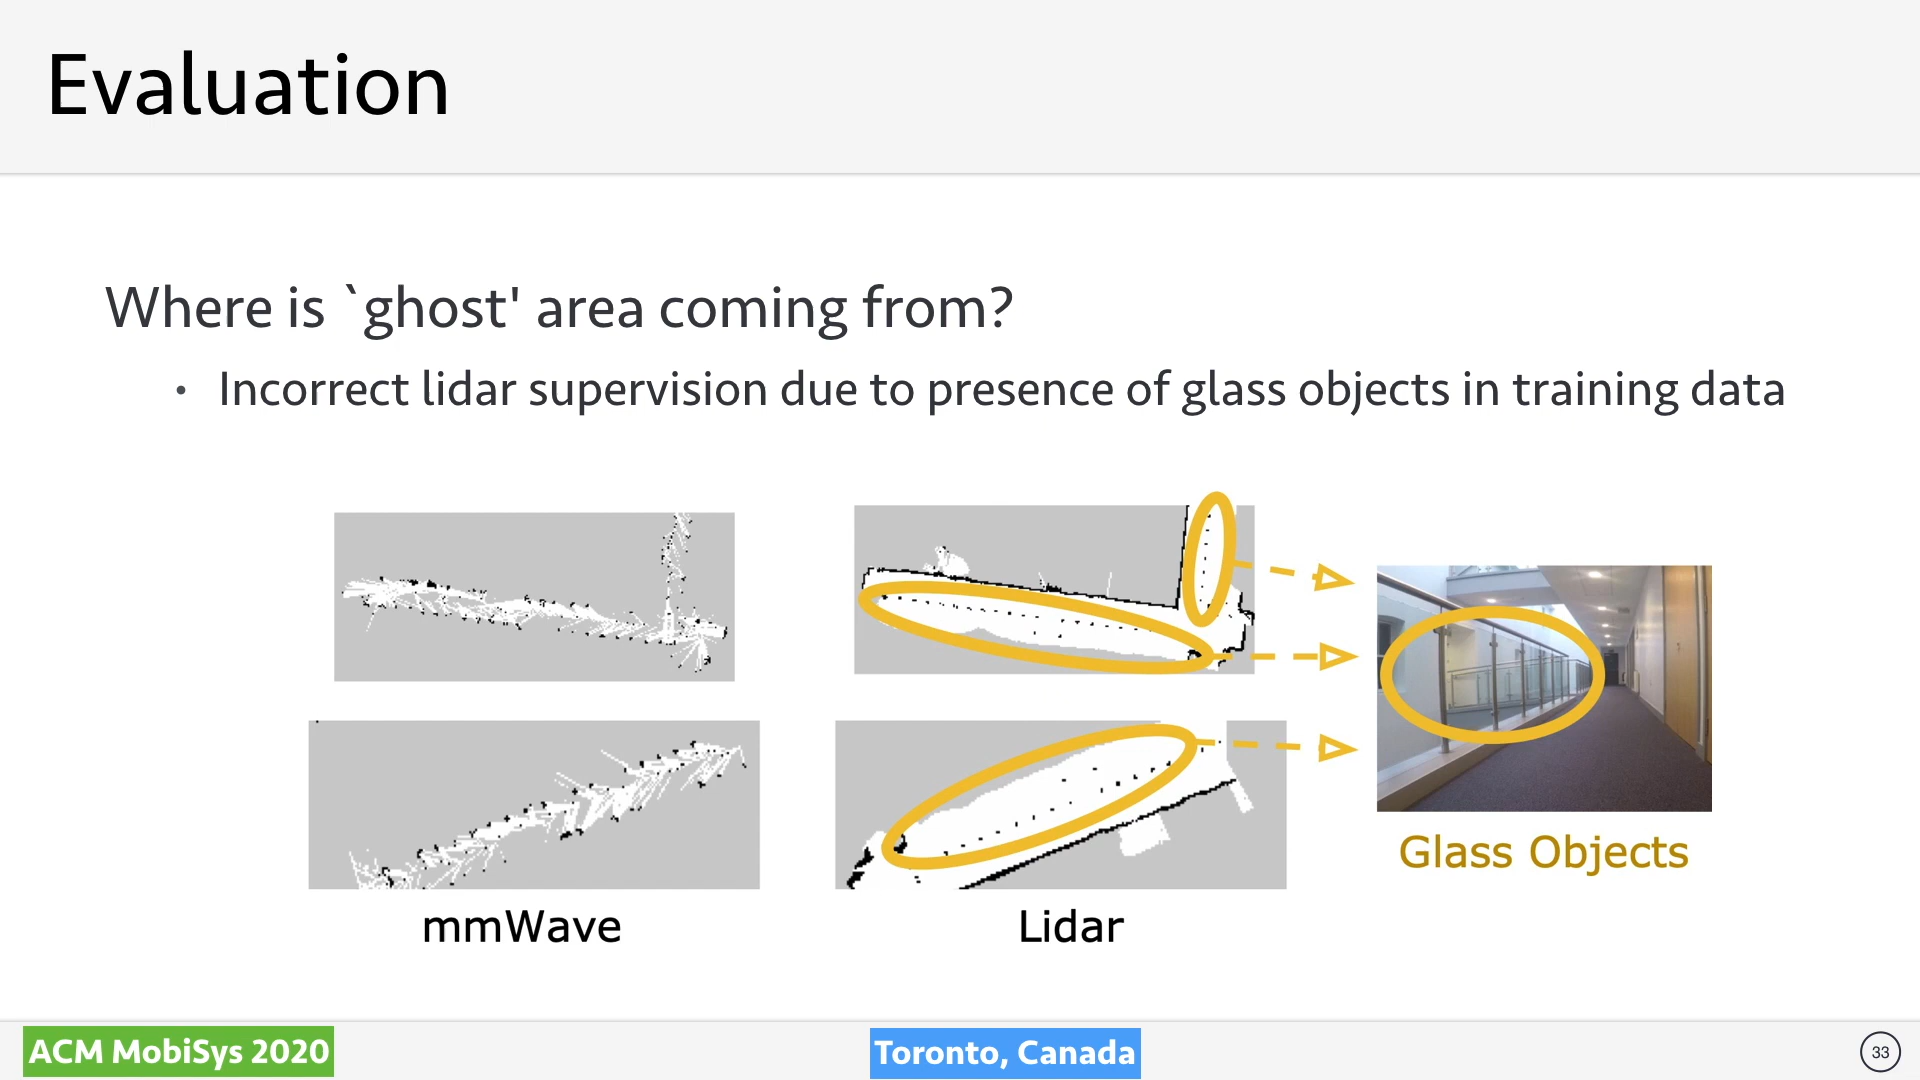 Evaluation
Where is `ghost' area coming from?
• Incorrect lidar supervision due to presence of glass objects in training data
Glass Objects
mmWave
Lidar
ACM MobiSys 2020
Toronto, Canada
33